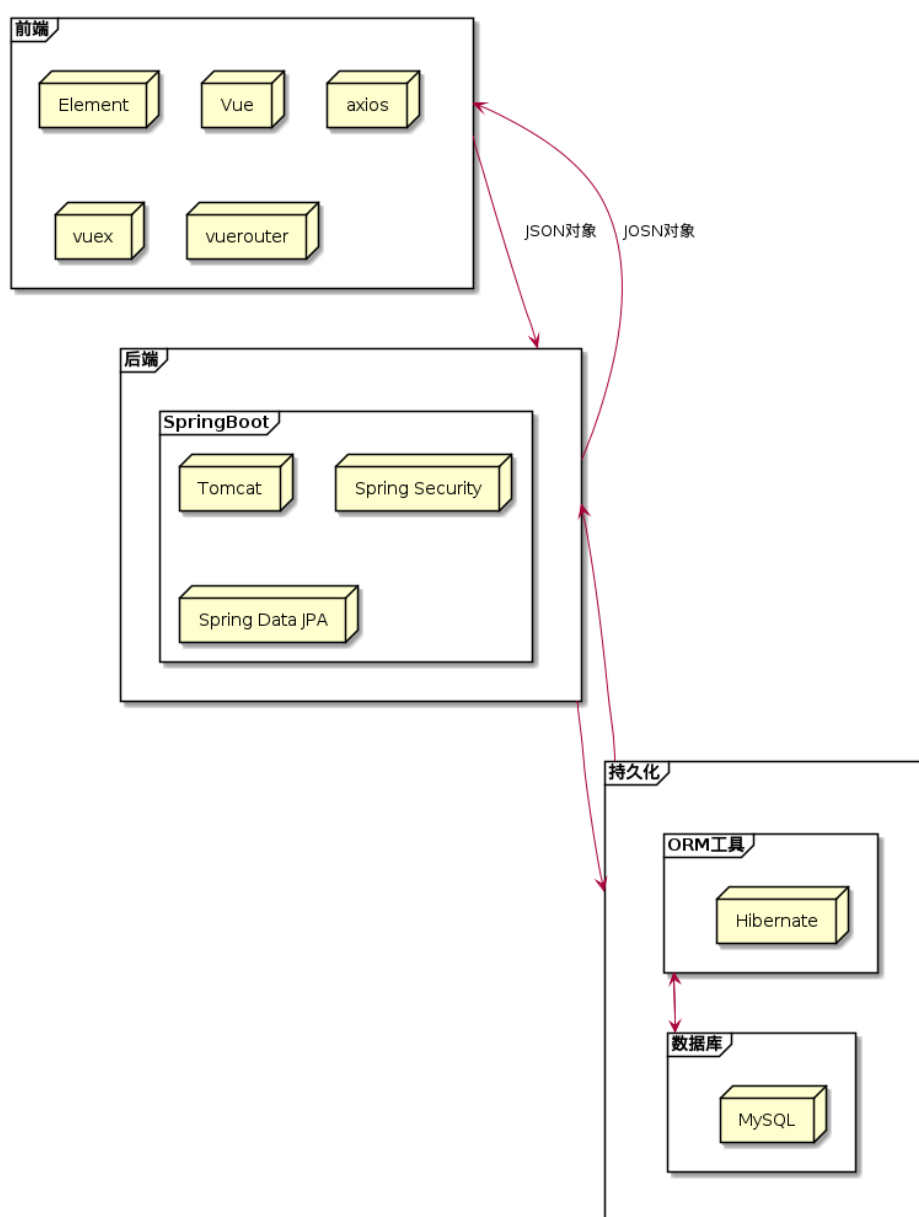 前端
Element
Vue
axios
vuex
vuerouter
JSON对象
JOSN对象
后端
SpringBoot
Tomcat
Spring Security
Spring Data JPA
持久化
ORM工具
Hibernate
数据库
MySQL